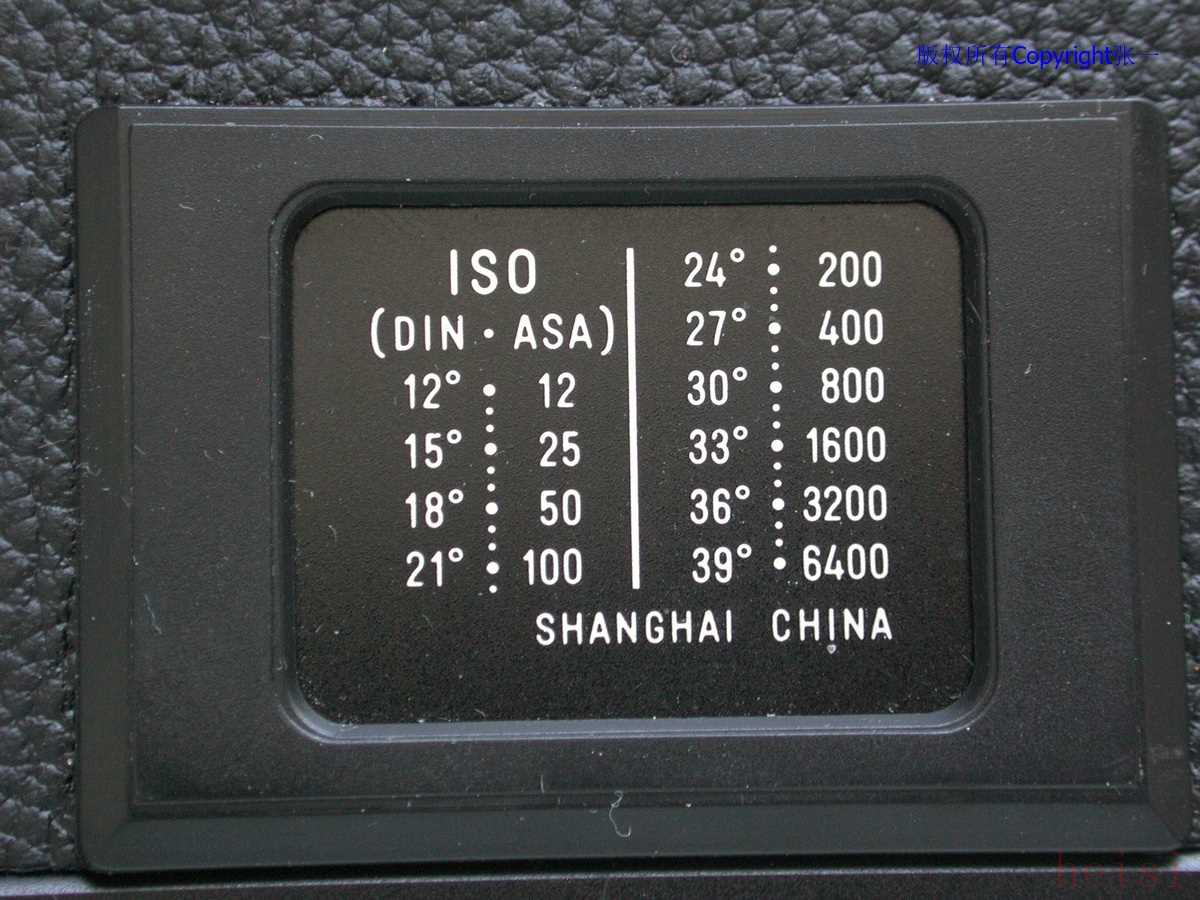 版权所有Copyright张一
ISO
(DIN · ASA)
12° 12
15° 25
18° 50
21° 100
24° 200
27° 400
30° 800
33° 1600
36° 3200
39° 6400
SHANGHAI CHINA